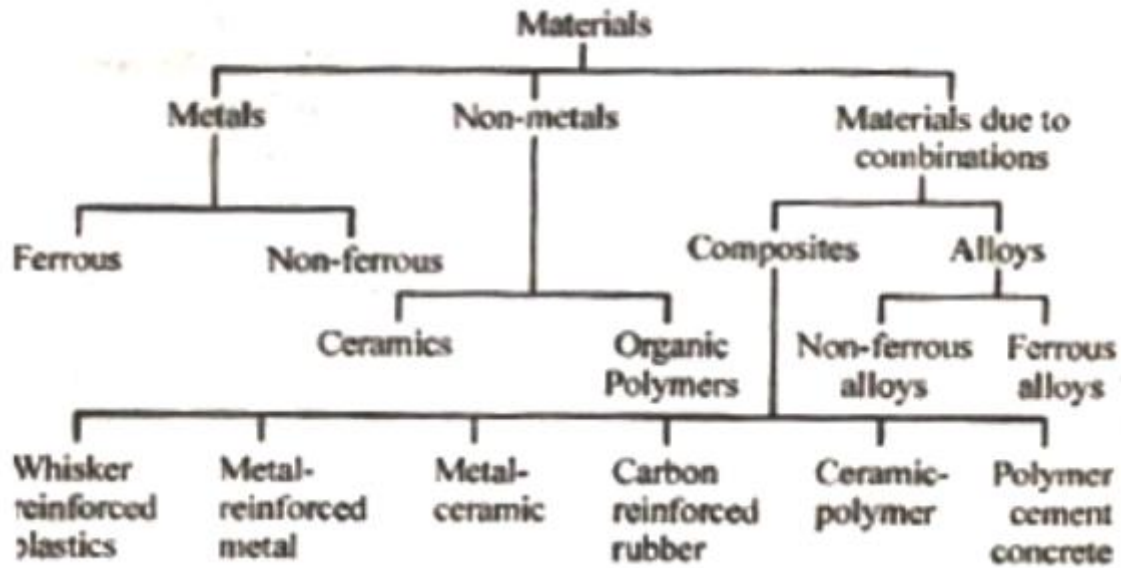 Materials
Metals
Non-metals
Materials due to
combinations
Ferrous
Non-ferrous
Composites
Alloys
Ceramics
Organic
Polymers
Non-ferrous
alloys
Ferrous
alloys
Whisker
reinforced
plastics
Metal-
reinforced
metal
Metal-
ceramic
Carbon
reinforced
rubber
Ceramic-
polymer
Polymer
cement
concrete